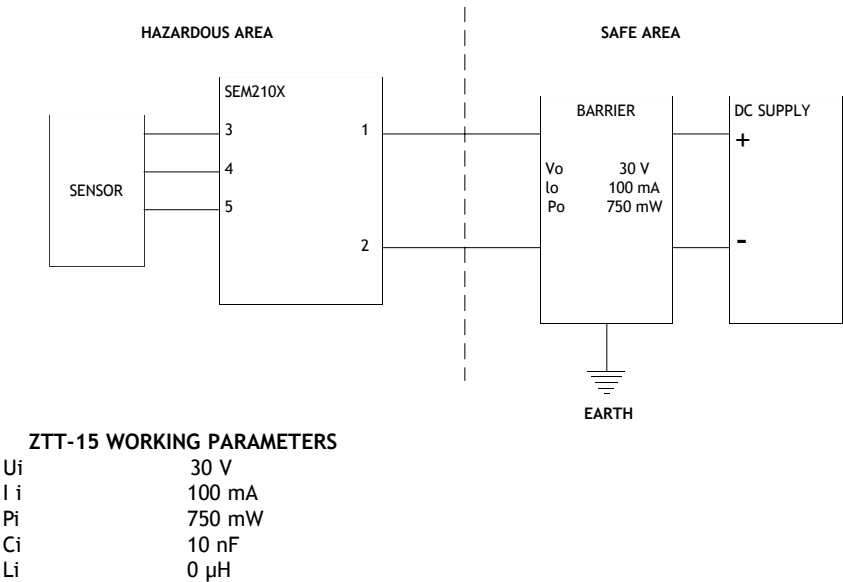 HAZARDOUS AREA
SAFE AREA
SEM210X
3
4
5
1
2
SENSOR
BARRIER
Vo 30 V
Io 100 mA
Po 750 mW
DC SUPPLY
+
-
EARTH
ZTT-15 WORKING PARAMETERS
Ui 30 V
I i 100 mA
Pi 750 mW
Ci 10 nF
Li 0 µH